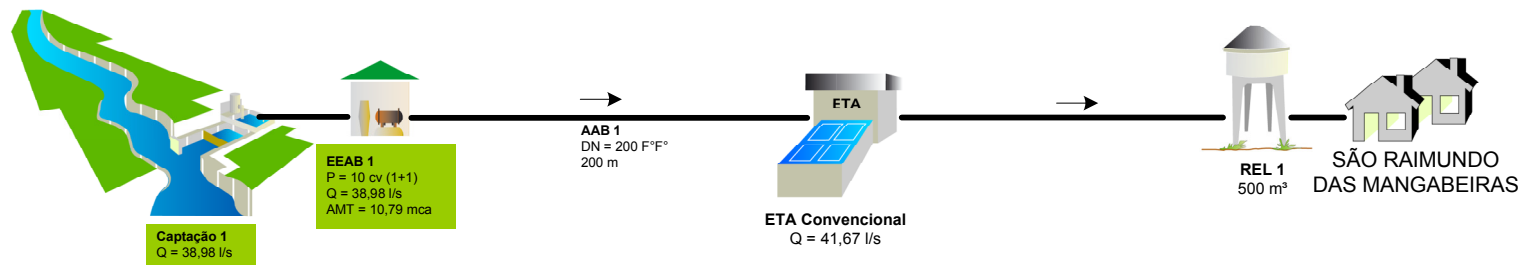 Captação 1
Q = 38,98 l/s
EEAB 1
P = 10 cv (1+1)
Q = 38,98 l/s
AMT = 10,79 mca
AAB 1
DN = 200 F°F°
200 m
ETA
ETA Convencional
Q = 41,67 l/s
REL 1
500 m³
SÃO RAIMUNDO
DAS MANGABEIRAS